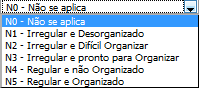 N0 - Não se aplica
N0 - Não se aplica
N1 - Irregular e Desorganizado
N2 - Irregular e Difícil Organizar
N3 - Irregular e pronto para Organizar
N4 - Regular e não Organizado
N5 - Regular e Organizado